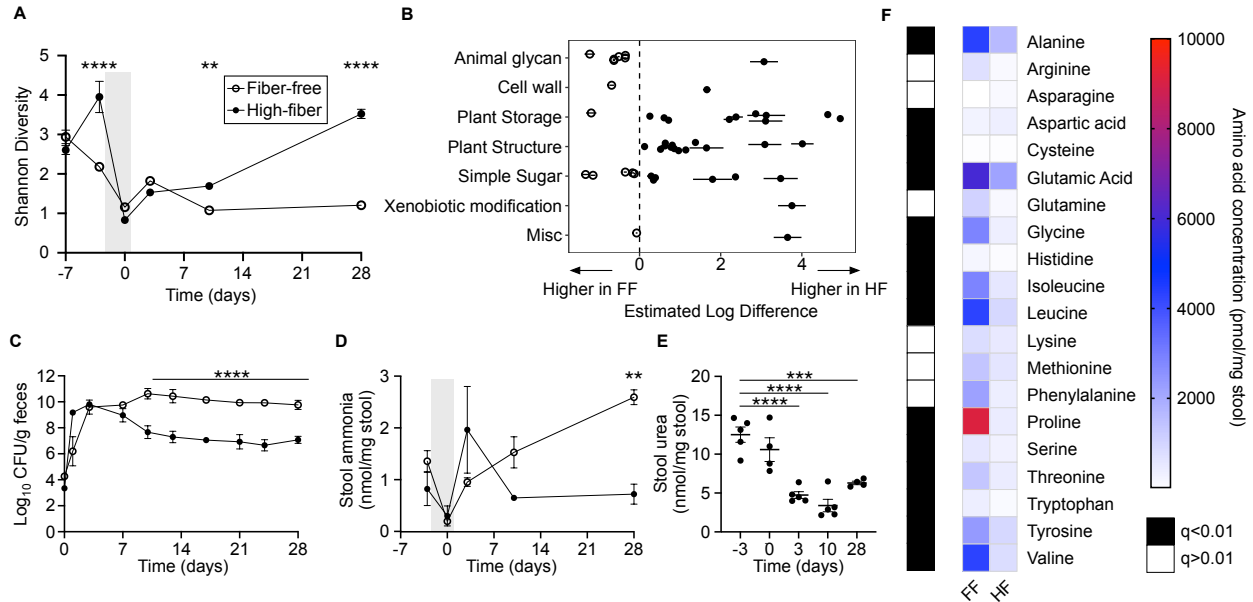 A
Shannon Diversity
5
4
3
2
1
0
****
**
****
Fiber-free
High-fiber
-7
0
7
14
21
28
Time (days)
B
Animal glycan
Cell wall
Plant Storage
Plant Structure
Simple Sugar
Xenobiotic modification
Misc
0
2
4
Higher in FF
Higher in HF
Estimated Log Difference
C
Log10 CFU/g feces
12
10
8
6
4
2
0
****
0
7
14
21
28
Time (days)
D
Stool ammonia
(nmol/mg stool)
3
2
1
0
**
-7
0
7
14
21
28
Time (days)
E
Stool urea
(nmol/mg stool)
20
15
10
5
0
***
****
****
-3
0
3
10
28
Time (days)
F
Alanine
Arginine
Asparagine
Aspartic acid
Cysteine
Glutamic Acid
Glutamine
Glycine
Histidine
Isoleucine
Leucine
Lysine
Methionine
Phenylalanine
Proline
Serine
Threonine
Tryptophan
Tyrosine
Valine
FF
HF
10000
8000
6000
4000
2000
Amino acid concentration (pmol/mg stool)
q<0.01
q>0.01